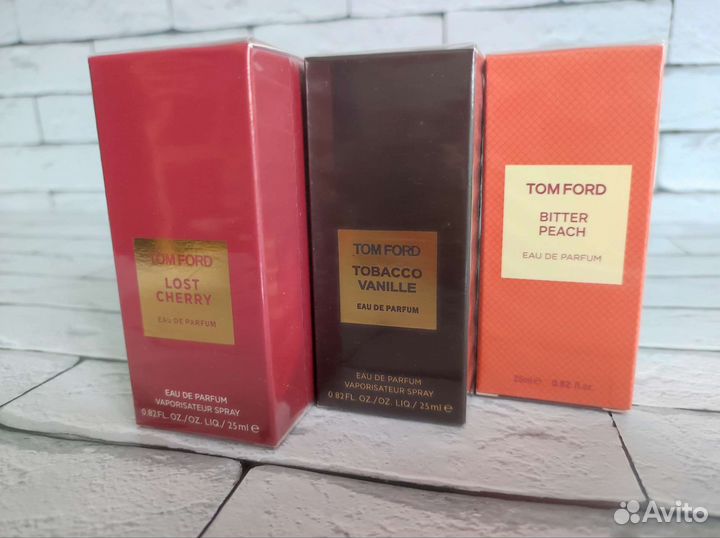 TOM FORD
LOST
CHERRY
EAU DE PARFUM
EAU DE PARFUM
VAPORISATEUR SPRAY
0.82FL. OZ./OZ. LIQ./ 25ml e
TOM FORD
TOBACCO
VANILLE
EAU DE PARFUM
EAU DE PARFUM
VAPORISATEUR SPRAY
0.82FL. OZ./OZ. LIQ./ 25ml e
TOM FORD
BITTER
PEACH
EAU DE PARFUM
25ml e 0.82 fl.oz.
Avito